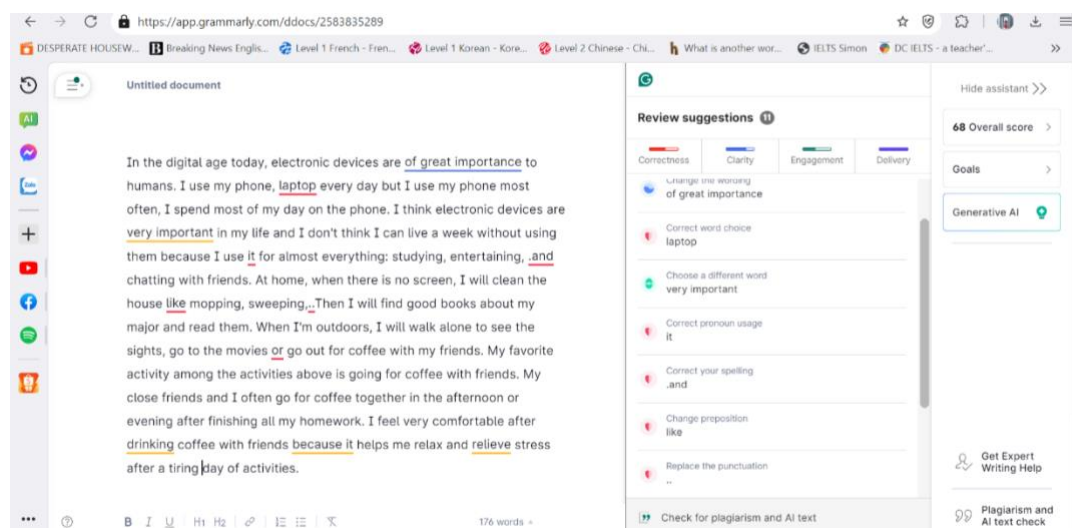 https://app.grammarly.com/ddocs/2583835289
DESPERATE HOUSEW...
Breaking News Englis...
Level 1 French - Fren...
Level 1 Korean - Kore...
Level 2 Chinese - Chi...
What is another wor...
IELTS Simon
DC IELTS - a teacher'...
Untitled document
In the digital age today, electronic devices are of great importance to
humans. I use my phone, laptop every day but I use my phone most
often, I spend most of my day on the phone. I think electronic devices are
very important in my life and I don't think I can live a week without using
them because I use it for almost everything: studying, entertaining, .and
chatting with friends. At home, when there is no screen, I will clean the
house like mopping, sweeping,..Then I will find good books about my
major and read them. When I'm outdoors, I will walk alone to see the
sights, go to the movies or go out for coffee with my friends. My favorite
activity among the activities above is going for coffee with friends. My
close friends and I often go for coffee together in the afternoon or
evening after finishing all my homework. I feel very comfortable after
drinking coffee with friends because it helps me relax and relieve stress
after a tiring day of activities.
B I U H1 H2
176 words
Review suggestions 11
Correctness
Clarity
Engagement
Delivery
Change the wording
of great importance
Correct word choice
laptop
Choose a different word
very important
Correct pronoun usage
it
Correct your spelling
.and
Change preposition
like
Replace the punctuation
..
Check for plagiarism and AI text
Hide assistant
68 Overall score
Goals
Generative AI
Get Expert
Writing Help
Plagiarism and
AI text check
AI
Zalo